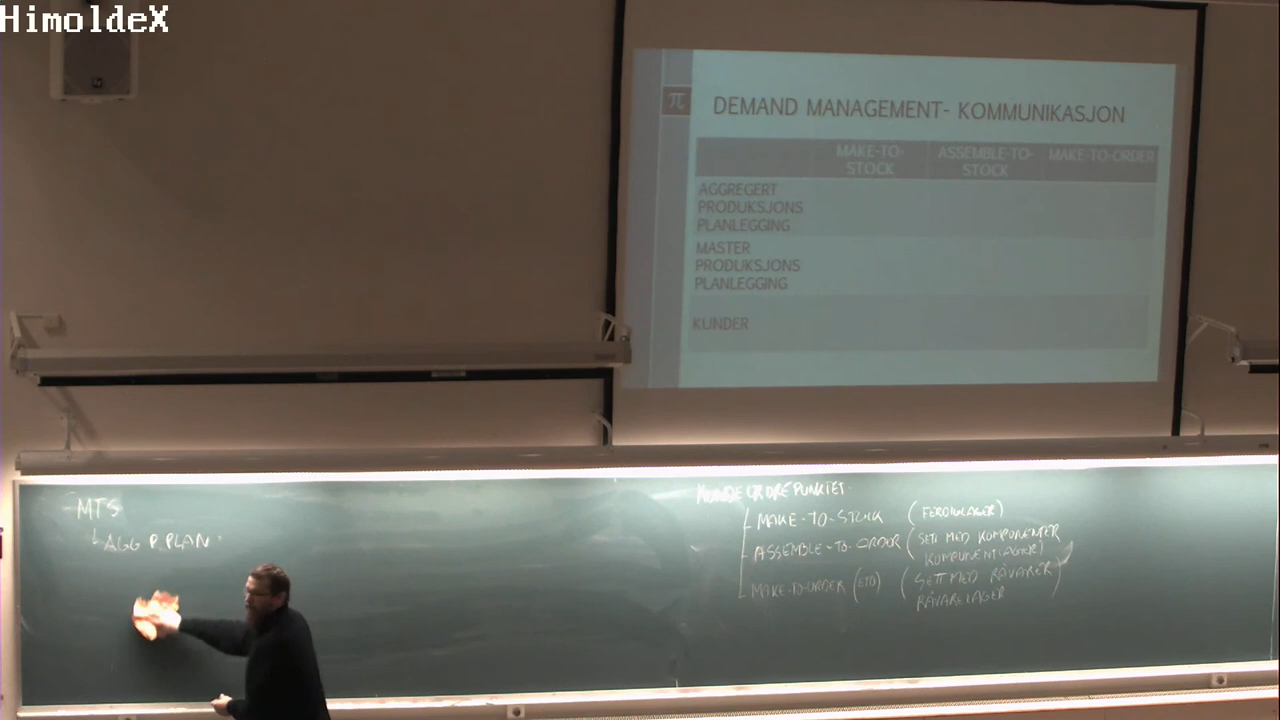 HimoldeX
π
DEMAND MANAGEMENT- KOMMUNIKASJON
MAKE-TO-
STOCK
ASSEMBLE-TO-
STOCK
MAKE-TO-ORDER
AGGREGERT
PRODUKSJONS
PLANLEGGING
MASTER
PRODUKSJONS
PLANLEGGING
KUNDER
MTS
AGG P. PLAN
KUNDEORDREPUNKTET
MAKE-TO-STOCK (FERDIGLAGER)
ASSEMBLE-TO-ORDER (SETT MED KOMPONENTER
KOMPONENTLAGER)
MAKE-TO-ORDER (ETO) (SETT MED RÅVARER)
RÅVARELAGER